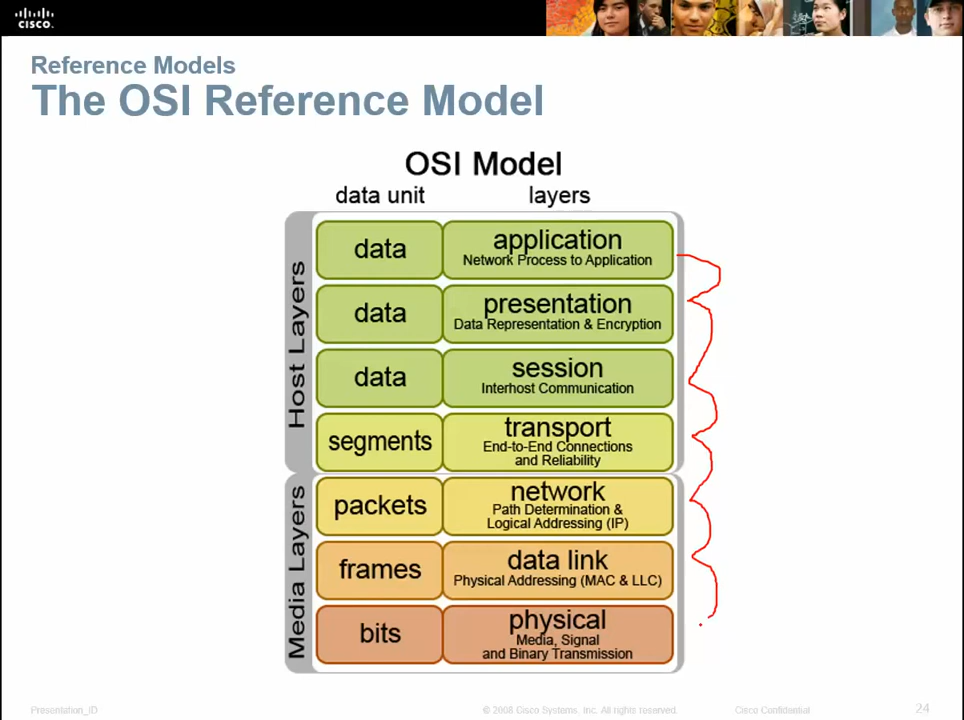 CISCO.
Reference Models
The OSI Reference Model
OSI Model
data unit layers
Host Layers
data application
Network Process to Application
data presentation
Data Representation & Encryption
data session
Interhost Communication
segments transport
End-to-End Connections
and Reliability
Media Layers
packets network
Path Determination &
Logical Addressing (IP)
frames data link
Physical Addressing (MAC & LLC)
bits physical
Media, Signal
and Binary Transmission
Presentation_ID © 2008 Cisco Systems, Inc. All rights reserved. Cisco Confidential 24